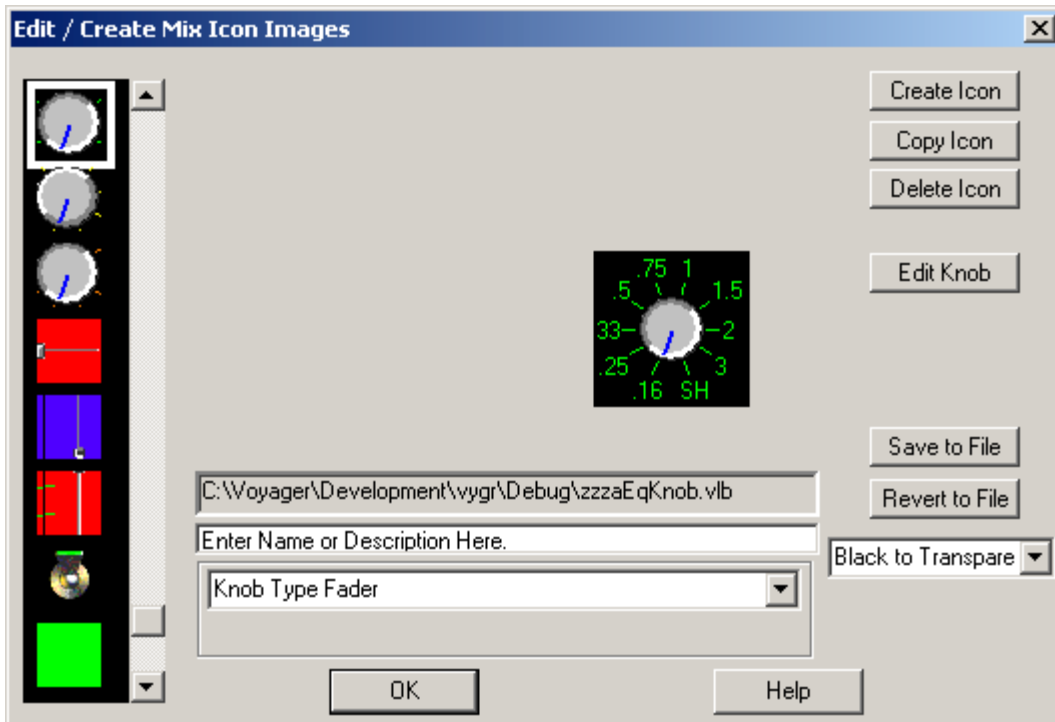 Edit / Create Mix Icon Images
Create Icon
Copy Icon
Delete Icon
Edit Knob
.75 1
.5 1.5
33 2
.25 3
.16 SH
Save to File
C:\Voyager\Development\vygr\Debug\zzzaEqKnob.vlb
Revert to File
Enter Name or Description Here.
Black to Transpare
Knob Type Fader
OK
Help